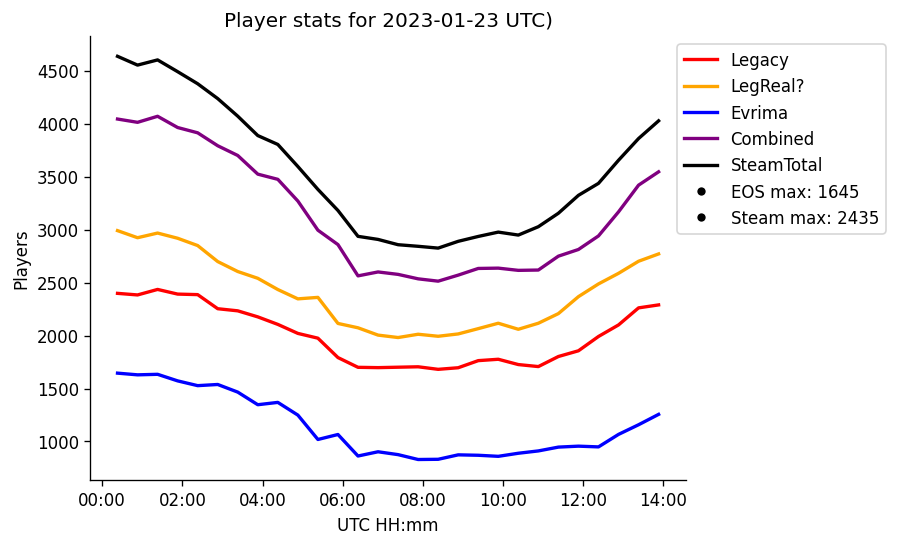 Player stats for 2023-01-23 UTC)
Legacy
LegReal?
Evrima
Combined
SteamTotal
EOS max: 1645
Steam max: 2435
Players
4500
4000
3500
3000
2500
2000
1500
1000
00:00 02:00 04:00 06:00 08:00 10:00 12:00 14:00
UTC HH:mm